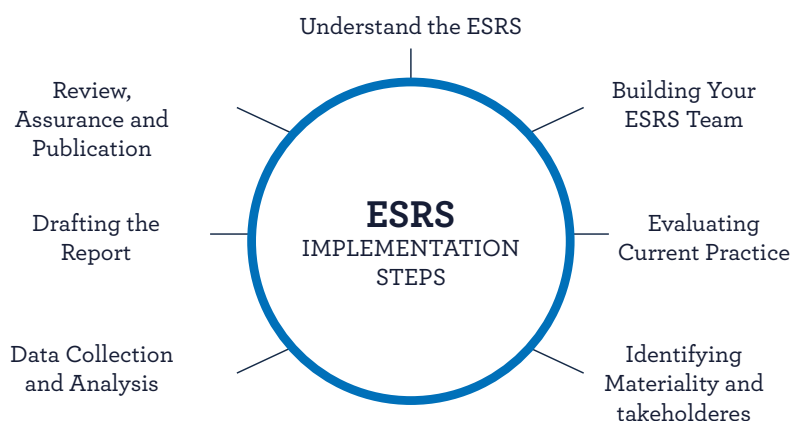 Understand the ESRS
Building Your
ESRS Team
Evaluating
Current Practice
Identifying
Materiality and
takeholderes
Data Collection
and Analysis
Drafting the
Report
Review,
Assurance and
Publication
ESRS
IMPLEMENTATION
STEPS